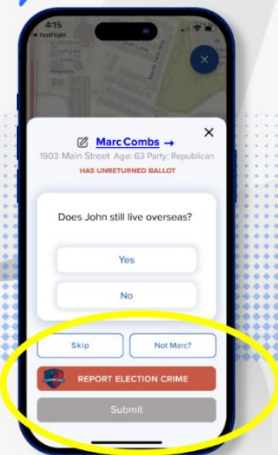 4:15
◀ TestFlight
Marc Combs →
1903 Main Street Age: 63 Party: Republican
HAS UNRETURNED BALLOT
Does John still live overseas?
Yes
No
Skip
Not Marc?
REPORT ELECTION CRIME
Submit